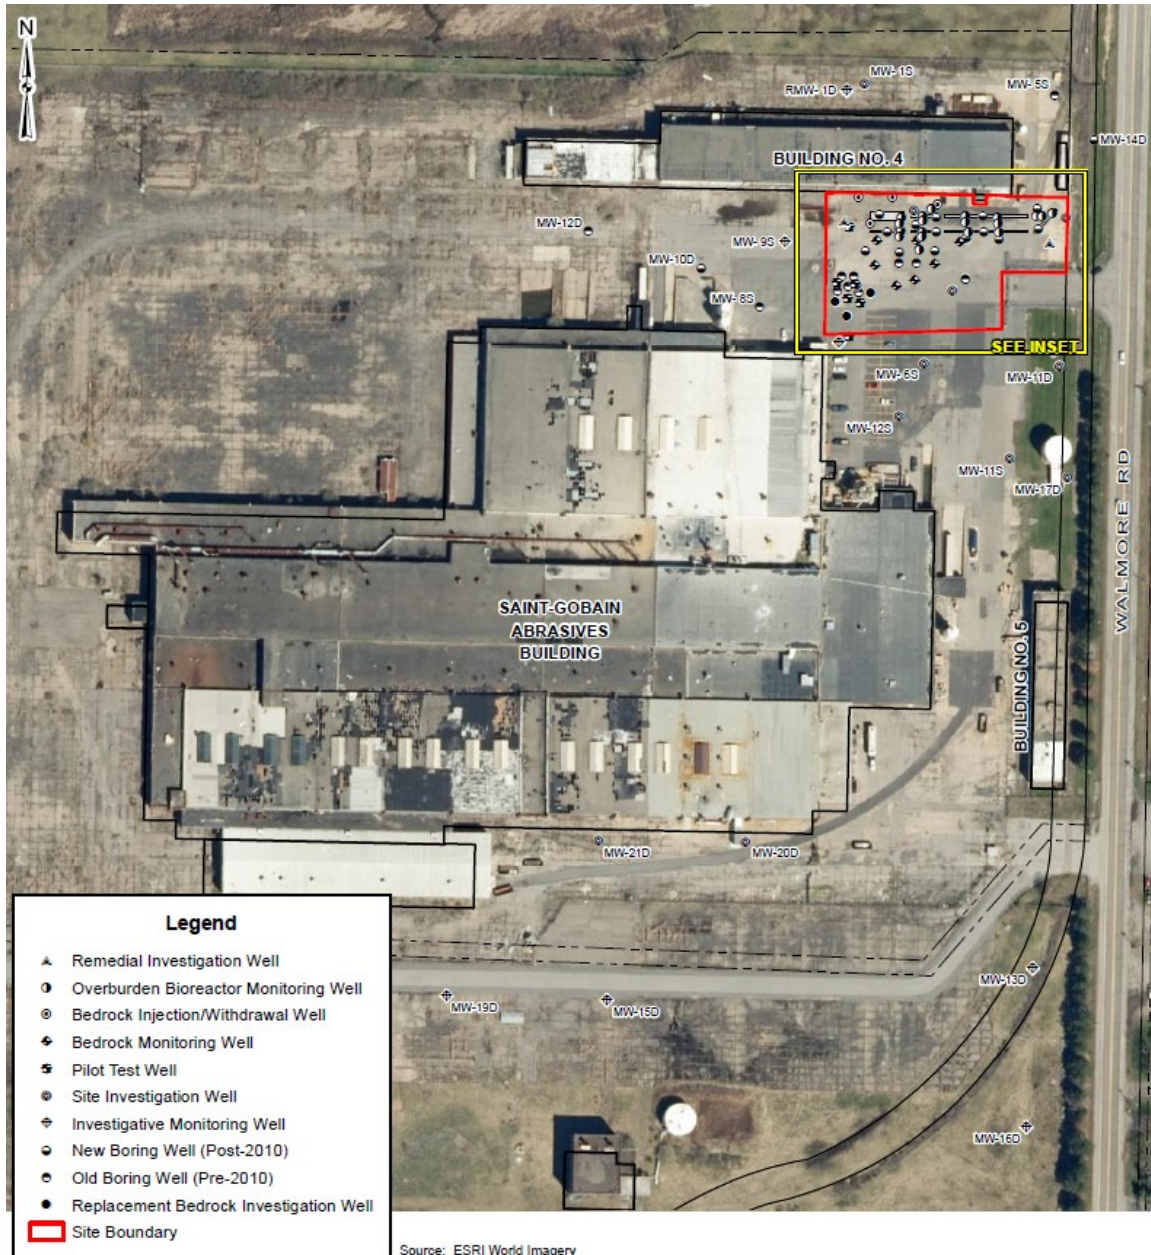 N
MW-1S
RMW-1D
MW-5S
MW-14D
BUILDING NO. 4
MW-12D
MW-9S
MW-10D
MW-8S
SEE INSET
MW-6S
MW-11D
MW-12S
MW-11S
MW-17D
WALMORE RD
SAINT-GOBAIN
ABRASIVES
BUILDING
BUILDING NO. 5
MW-21D
MW-20D
MW-13D
MW-19D
MW-15D
MW-16D
Legend
Remedial Investigation Well
Overburden Bioreactor Monitoring Well
Bedrock Injection/Withdrawal Well
Bedrock Monitoring Well
Pilot Test Well
Site Investigation Well
Investigative Monitoring Well
New Boring Well (Post-2010)
Old Boring Well (Pre-2010)
Replacement Bedrock Investigation Well
Site Boundary
Source: ESRI World Imagery